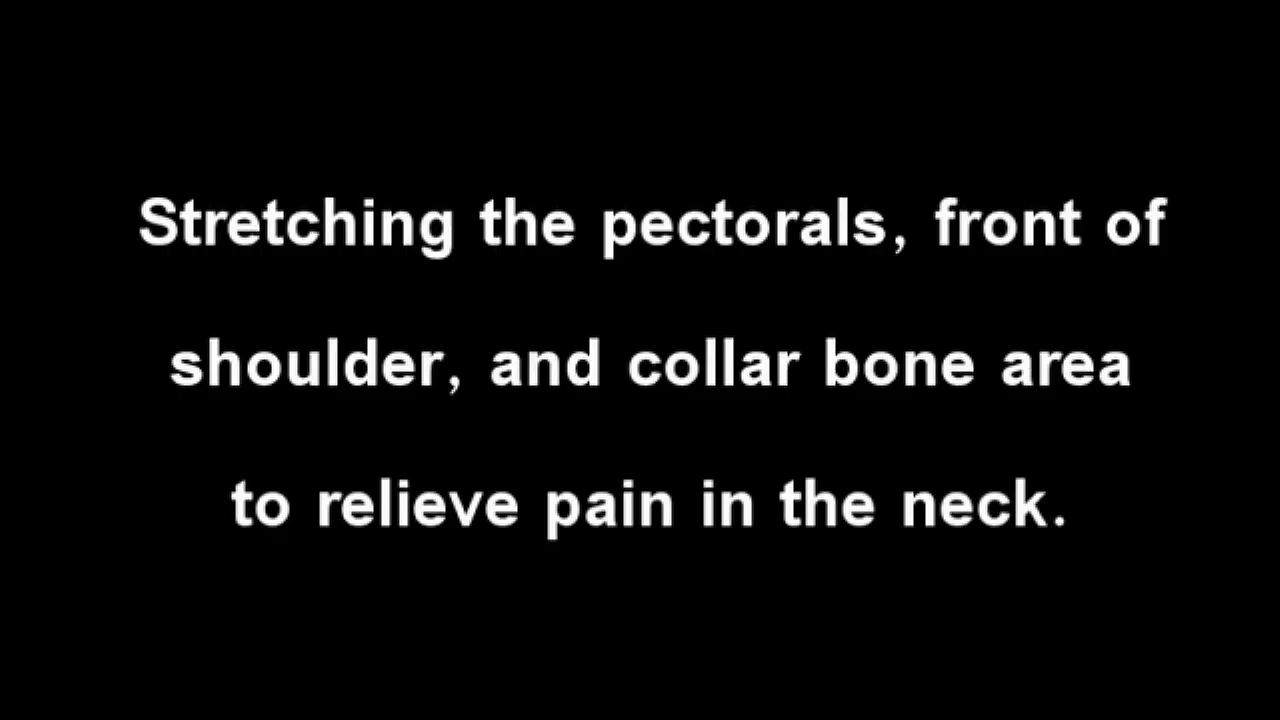 Stretching the pectorals, front of
shoulder, and collar bone area
to relieve pain in the neck.